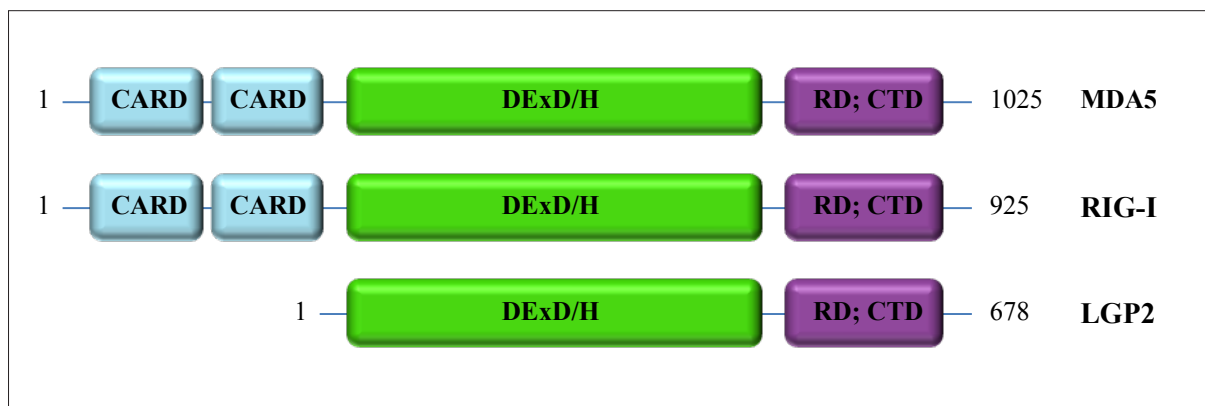 1 CARD CARD DExD/H RD; CTD 1025 MDA5
1 CARD CARD DExD/H RD; CTD 925 RIG-I
1 DExD/H RD; CTD 678 LGP2